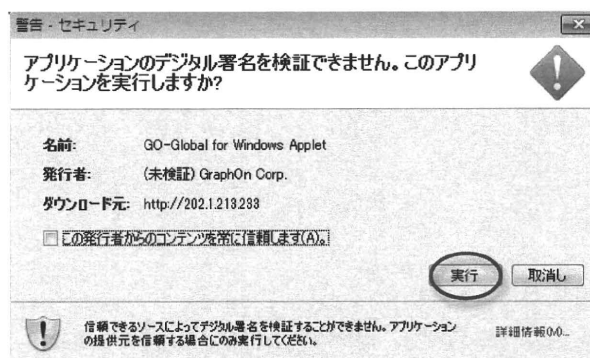 警告 - セキュリティ
アプリケーションのデジタル署名を検証できません。このアプリ
ケーションを実行しますか?
名前: GO-Global for Windows Applet
発行者: (未検証) GraphOn Corp.
ダウンロード元: http://202.1.213.233
この発行者からのコンテンツを常に信頼します(A)。
実行 取消し
信頼できるソースによってデジタル署名を検証することができません。アプリケーション
の提供元を信頼する場合にのみ実行してください。
詳細情報(M)...